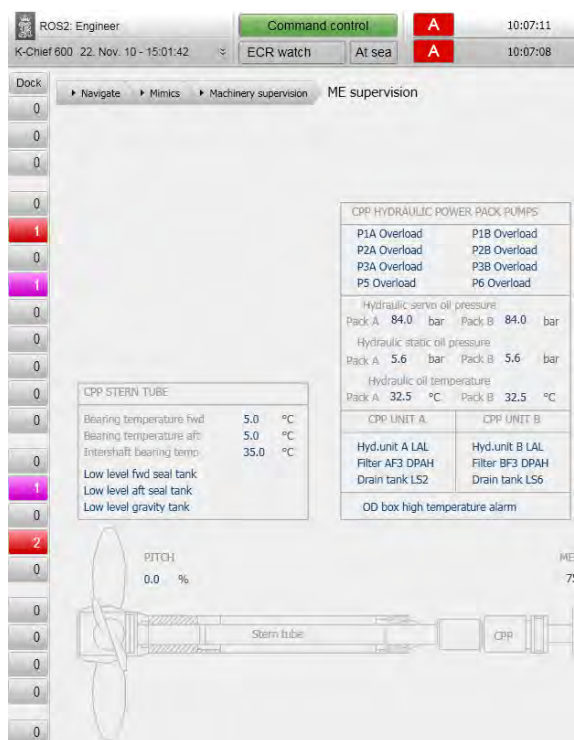 ROS2: Engineer
Command control
A
10:07:11
K-Chief 600 22. Nov. 10 - 15:01:42
ECR watch
At sea
A
10:07:08
Dock
Navigate
Mimics
Machinery supervision
ME supervision
0
0
0
0
1
0
1
0
0
0
0
0
0
1
0
2
0
0
0
0
0
0
CPP HYDRAULIC POWER PACK PUMPS
P1A Overload P1B Overload
P2A Overload P2B Overload
P3A Overload P3B Overload
P5 Overload P6 Overload
Hydraulic servo oil pressure
Pack A 84.0 bar Pack B 84.0 bar
Hydraulic static oil pressure
Pack A 5.6 bar Pack B 5.6 bar
Hydraulic oil temperature
Pack A 32.5 °C Pack B 32.5 °C
CPP UNIT A CPP UNIT B
Hyd.unit A LAL Hyd.unit B LAL
Filter AF3 DPAH Filter BF3 DPAH
Drain tank LS2 Drain tank LS6
OD box high temperature alarm
CPP STERN TUBE
Bearing temperature fwd 5.0 °C
Bearing temperature aft 5.0 °C
Intershaft bearing temp 35.0 °C
Low level fwd seal tank
Low level aft seal tank
Low level gravity tank
PITCH
0.0 %
ME
75
Stern tube
CPP